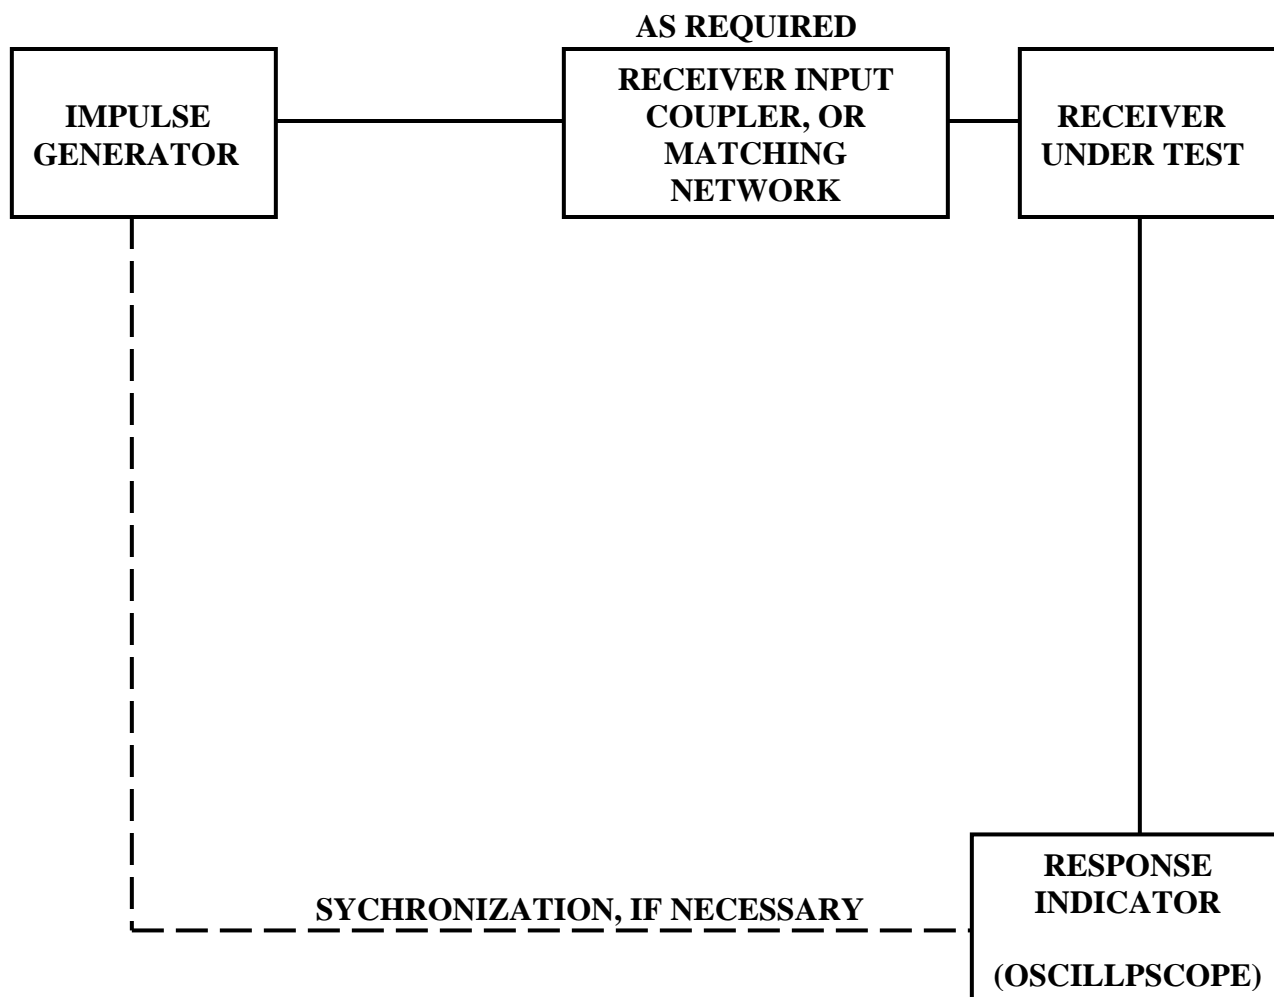 AS REQUIRED
IMPULSE
GENERATOR
RECEIVER INPUT
COUPLER, OR
MATCHING
NETWORK
RECEIVER
UNDER TEST
SYCHRONIZATION, IF NECESSARY
RESPONSE
INDICATOR
(OSCILLPSCOPE)